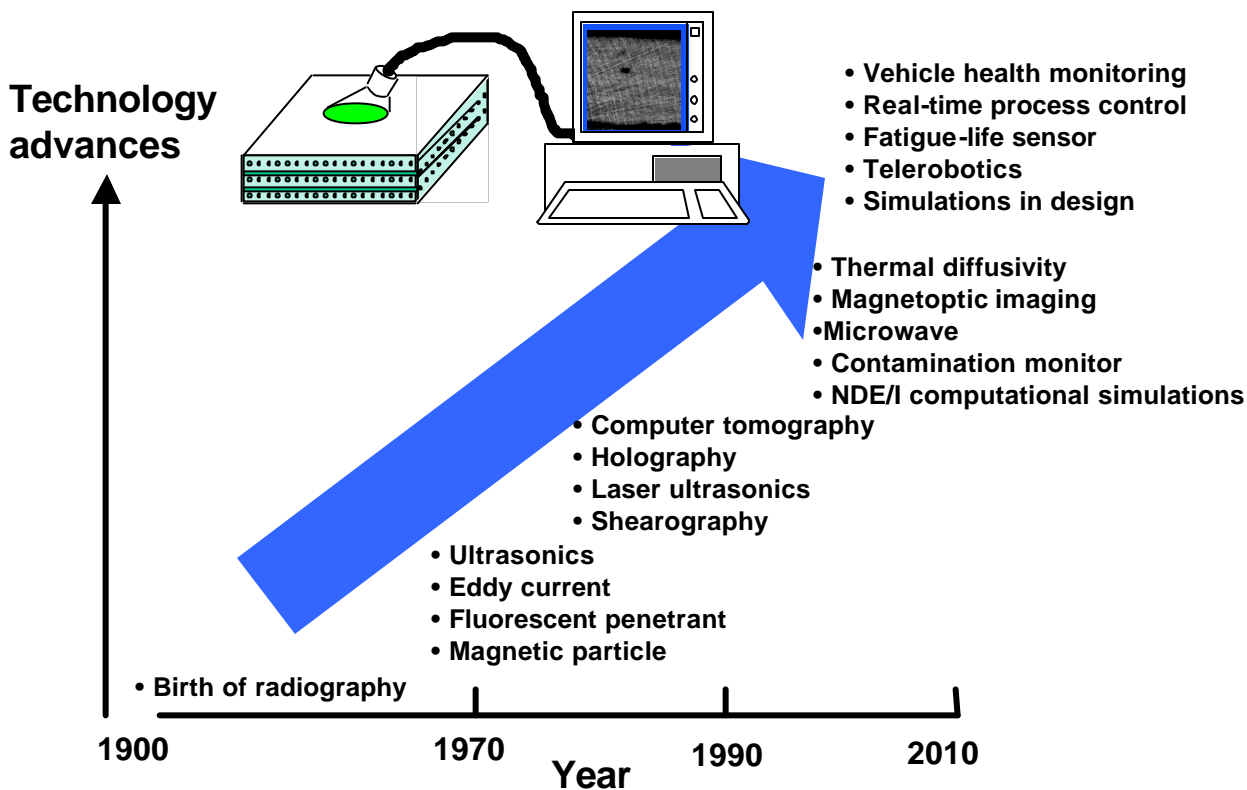 Technology
advances
• Vehicle health monitoring
• Real-time process control
• Fatigue-life sensor
• Telerobotics
• Simulations in design
• Thermal diffusivity
• Magnetoptic imaging
•Microwave
• Contamination monitor
• NDE/I computational simulations
• Computer tomography
• Holography
• Laser ultrasonics
• Shearography
• Ultrasonics
• Eddy current
• Fluorescent penetrant
• Magnetic particle
• Birth of radiography
1900
1970
1990
2010
Year